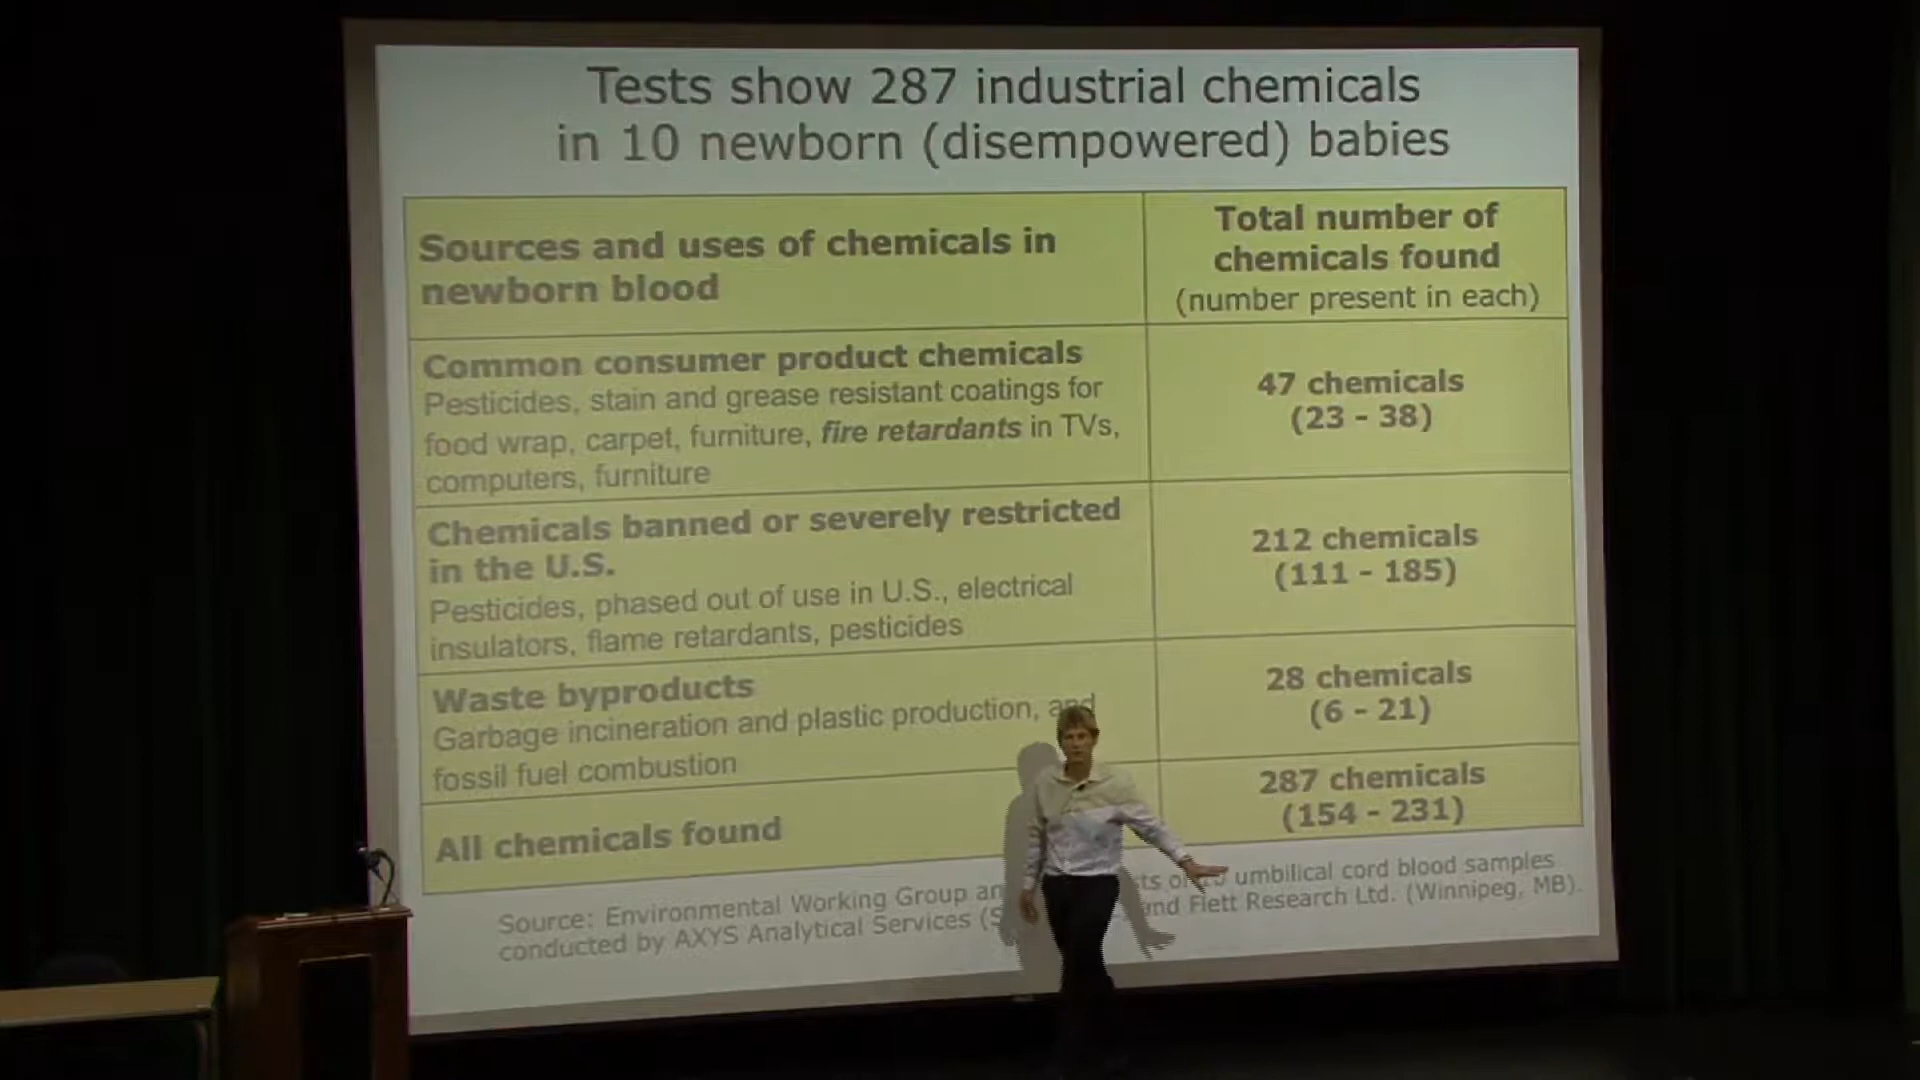 Tests show 287 industrial chemicals
in 10 newborn (disempowered) babies
Sources and uses of chemicals in
newborn blood
Total number of
chemicals found
(number present in each)
Common consumer product chemicals
Pesticides, stain and grease resistant coatings for
food wrap, carpet, furniture, fire retardants in TVs,
computers, furniture
47 chemicals
(23 - 38)
Chemicals banned or severely restricted
in the U.S.
Pesticides, phased out of use in U.S., electrical
insulators, flame retardants, pesticides
212 chemicals
(111 - 185)
Waste byproducts
Garbage incineration and plastic production, and
fossil fuel combustion
28 chemicals
(6 - 21)
All chemicals found
287 chemicals
(154 - 231)
Source: Environmental Working Group umbilical cord blood samples
conducted by AXYS Analytical Services Flett Research Ltd. (Winnipeg, MB).